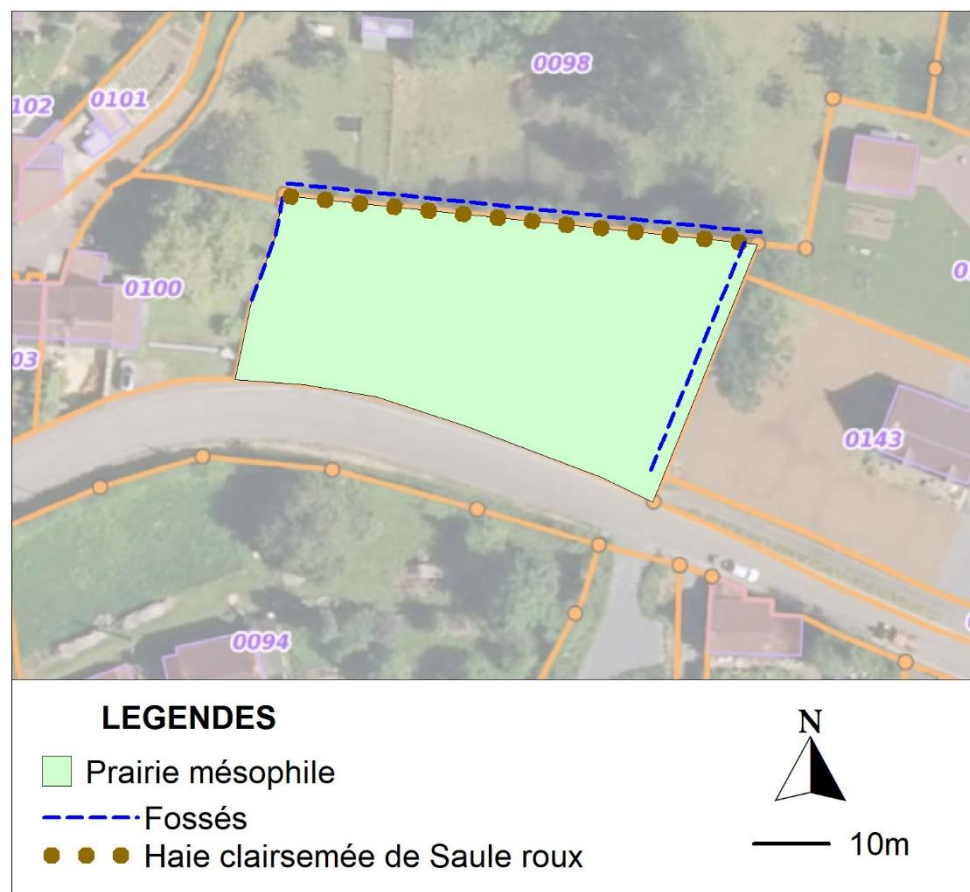 0098
102
0101
0100
03
0143
0094
LEGENDES
Prairie mésophile
Fossés
Haie clairsemée de Saule roux
N
10m